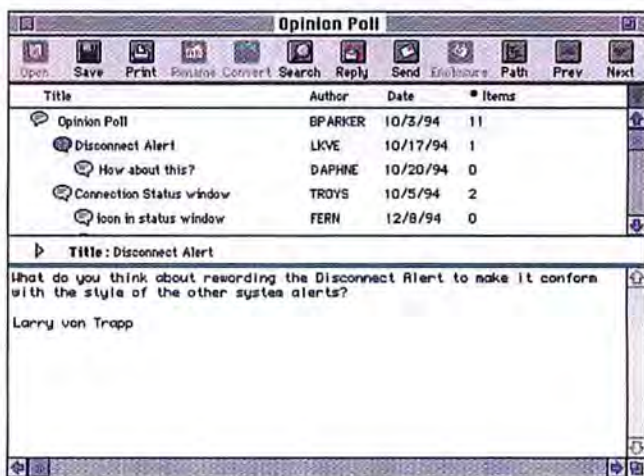 Opinion Poll
Open Save Print Rename Convert Search Reply Send Enclosure Path Prev Next
Title Author Date * Items
Opinion Poll BPARKER 10/3/94 11
Disconnect Alert LKVE 10/17/94 1
How about this? DAPHNE 10/20/94 0
Connection Status window TROYS 10/5/94 2
Icon in status window FERN 12/8/94 0
Title : Disconnect Alert
What do you think about rewording the Disconnect Alert to make it conform
with the style of the other system alerts?
Larry von Trapp